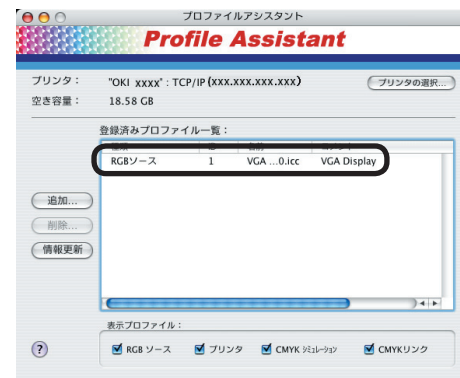 プロファイルアシスタント
Profile Assistant
プリンタ： "OKI xxxx"：TCP/IP (xxx.xxx.xxx.xxx) プリンタの選択...
空き容量： 18.58 GB
登録済みプロファイル一覧：
RGBソース 1 VGA ...0.icc VGA Display
追加...
削除...
情報更新
表示プロファイル：
RGB ソース プリンタ CMYK シミュレーション CMYKリンク
?